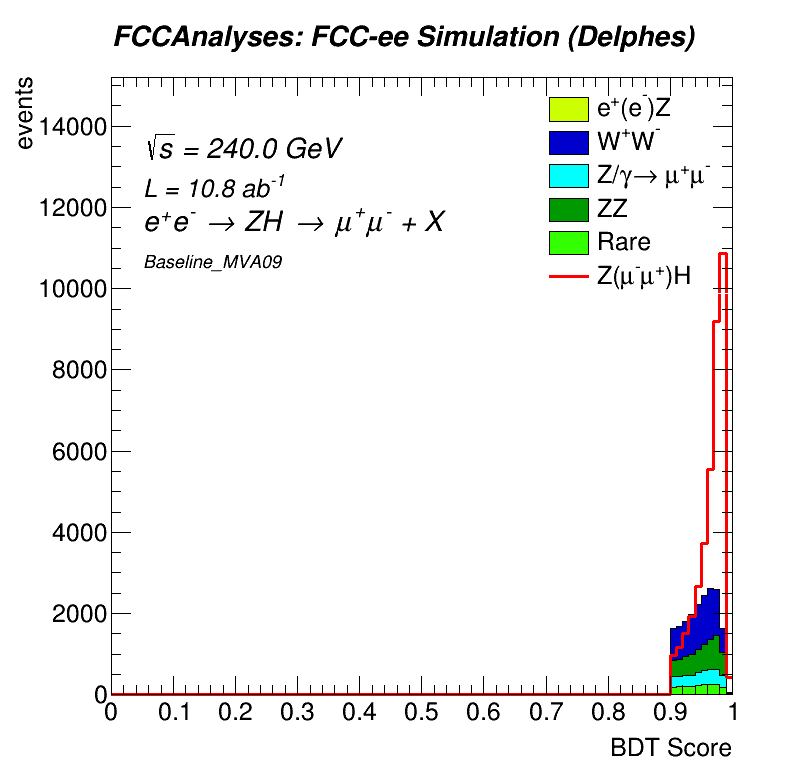 FCCAnalyses: FCC-ee Simulation (Delphes)
events
14000
12000
10000
8000
6000
4000
2000
0
√s = 240.0 GeV
L = 10.8 ab⁻¹
e⁺e⁻ → ZH → μ⁺μ⁻ + X
Baseline_MVA09
e⁺(e⁻)Z
W⁺W⁻
Z/γ→ μ⁺μ⁻
ZZ
Rare
Z(μ⁻μ⁺)H
0 0.1 0.2 0.3 0.4 0.5 0.6 0.7 0.8 0.9 1
BDT Score